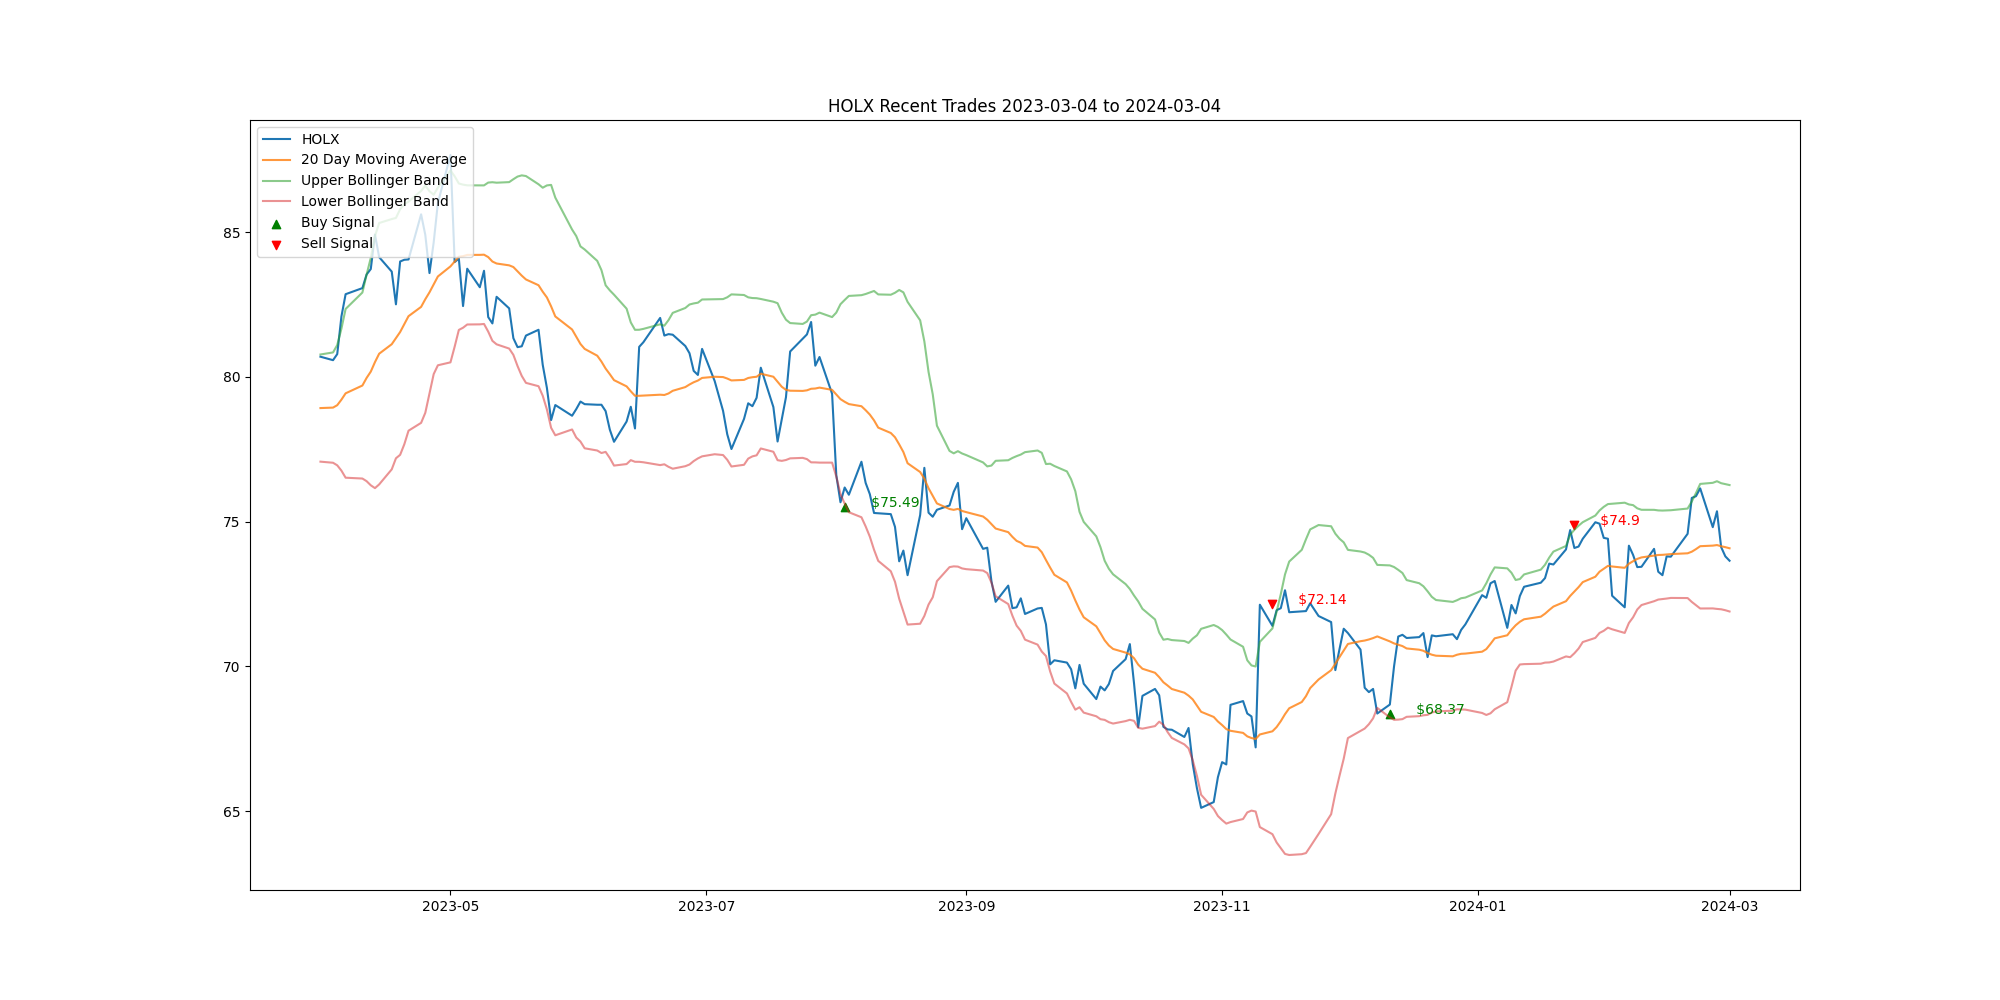 HOLX Recent Trades 2023-03-04 to 2024-03-04
HOLX
20 Day Moving Average
Upper Bollinger Band
Lower Bollinger Band
Buy Signal
Sell Signal
85
80
75
70
65
$75.49
$72.14
$68.37
$74.9
2023-05
2023-07
2023-09
2023-11
2024-01
2024-03